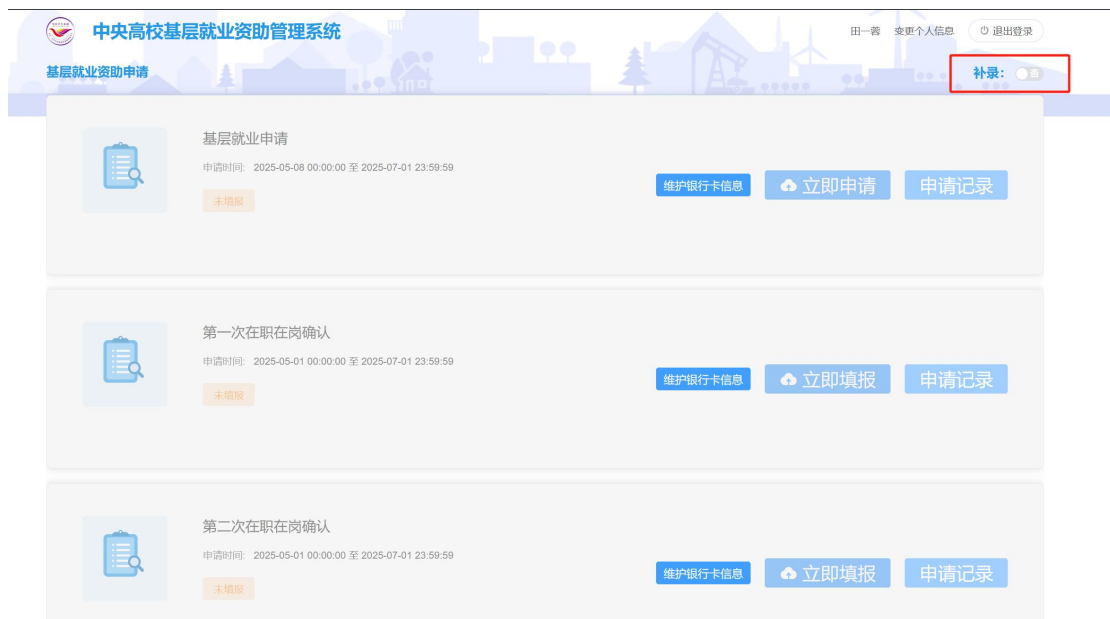 中央高校基层就业资助管理系统
田一蓉 变更个人信息 退出登录
基层就业资助申请
补录： 否
基层就业申请
申请时间: 2025-05-08 00:00:00 至 2025-07-01 23:59:59
未填报
维护银行卡信息 立即申请 申请记录
第一次在职在岗确认
申请时间: 2025-05-01 00:00:00 至 2025-07-01 23:59:59
未填报
维护银行卡信息 立即填报 申请记录
第二次在职在岗确认
申请时间: 2025-05-01 00:00:00 至 2025-07-01 23:59:59
未填报
维护银行卡信息 立即填报 申请记录